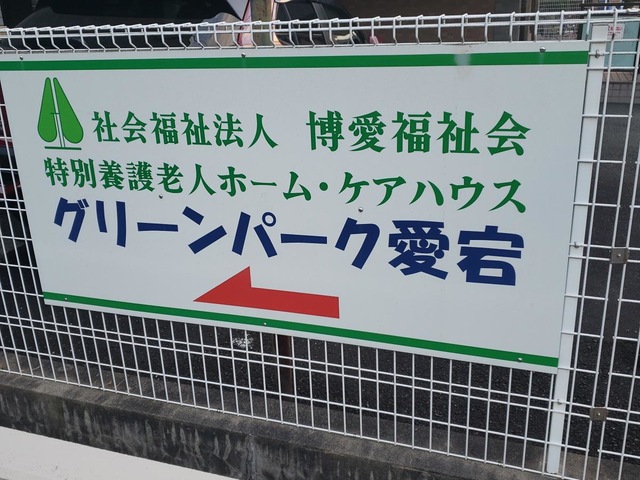 社会福祉法人 博愛福祉会
特別養護老人ホーム・ケアハウス
グリーンパーク愛宕